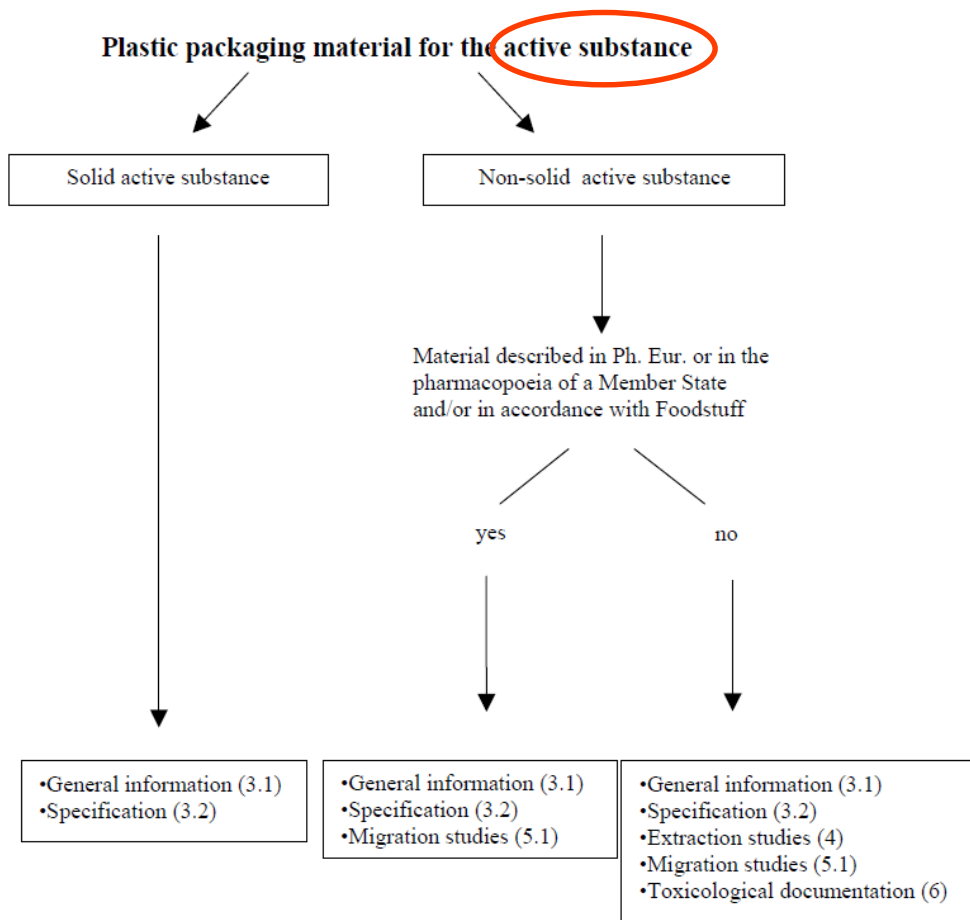 Plastic packaging material for the active substance
Solid active substance
Non-solid active substance
Material described in Ph. Eur. or in the
pharmacopoeia of a Member State
and/or in accordance with Foodstuff
yes
no
•General information (3.1)
•Specification (3.2)
•General information (3.1)
•Specification (3.2)
•Migration studies (5.1)
•General information (3.1)
•Specification (3.2)
•Extraction studies (4)
•Migration studies (5.1)
•Toxicological documentation (6)